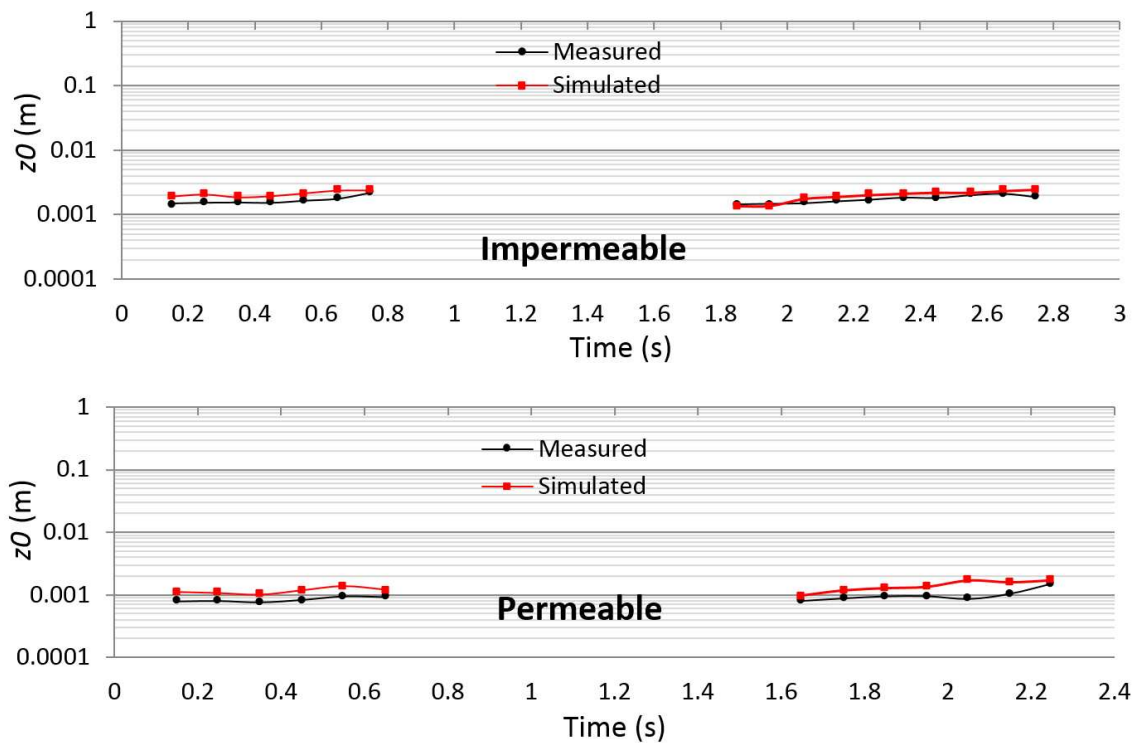 1
0.1
0.01
0.001
0.0001
z0 (m)
Measured
Simulated
Impermeable
0 0.2 0.4 0.6 0.8 1 1.2 1.4 1.6 1.8 2 2.2 2.4 2.6 2.8 3
Time (s)
1
0.1
0.01
0.001
0.0001
z0 (m)
Measured
Simulated
Permeable
0 0.2 0.4 0.6 0.8 1 1.2 1.4 1.6 1.8 2 2.2 2.4
Time (s)